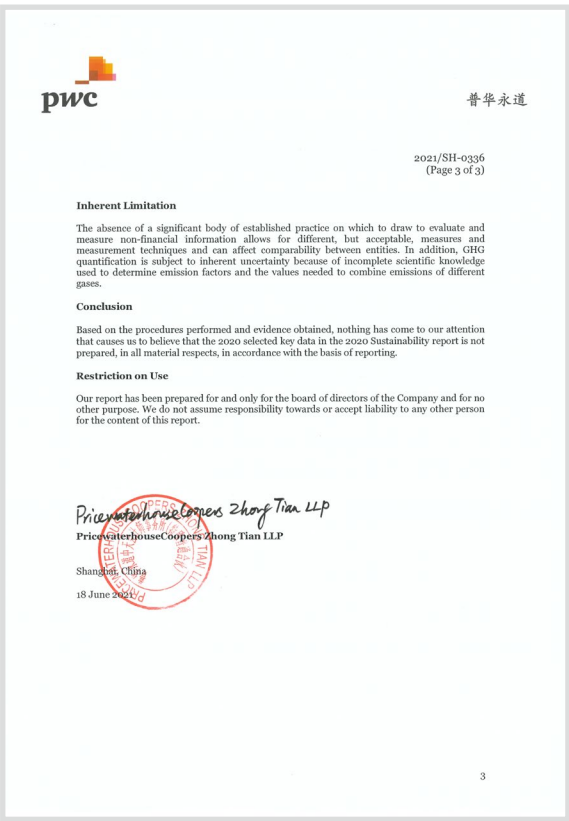 pwc
普华永道
2021/SH-0336
(Page 3 of 3)
Inherent Limitation
The absence of a significant body of established practice on which to draw to evaluate and
measure non-financial information allows for different, but acceptable, measures and
measurement techniques and can affect comparability between entities. In addition, GHG
quantification is subject to inherent uncertainty because of incomplete scientific knowledge
used to determine emission factors and the values needed to combine emissions of different
gases.
Conclusion
Based on the procedures performed and evidence obtained, nothing has come to our attention
that causes us to believe that the 2020 selected key data in the 2020 Sustainability report is not
prepared, in all material respects, in accordance with the basis of reporting.
Restriction on Use
Our report has been prepared for and only for the board of directors of the Company and for no
other purpose. We do not assume responsibility towards or accept liability to any other person
for the content of this report.
PricewaterhouseCoopers Zhong Tian LLP
PricewaterhouseCoopers Zhong Tian LLP
Shanghai, China
18 June 2021
PRICEWATERHOUSECOOPERS ZHONG TIAN LLP
3